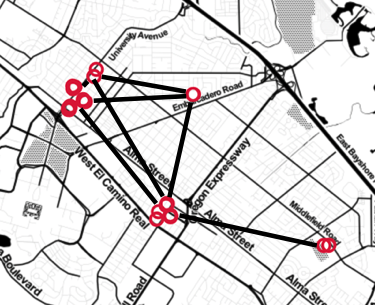 University Avenue
Embarcadero Road
East Bayshore
Alma Street
West El Camino Real
Oregon Expressway
Alma Street
Middlefield Road
Boulevard
Road
Alma St